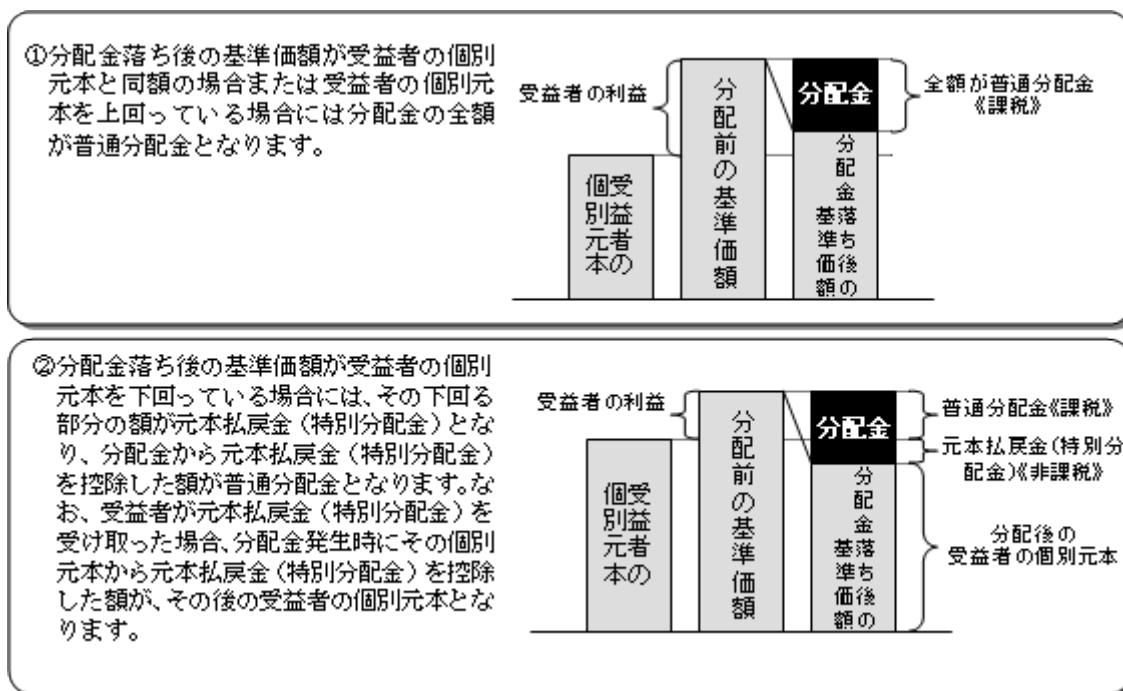 ①分配金落ち後の基準価額が受益者の個別
元本と同額の場合または受益者の個別元
本を上回っている場合には分配金の全額
が普通分配金となります。
受益者の利益
受益者の
個別元本
分配前の基準価額
分配金
分配金落ち後の
基準価額
全額が普通分配金
《課税》
②分配金落ち後の基準価額が受益者の個別
元本を下回っている場合には、その下回る
部分の額が元本払戻金(特別分配金)とな
り、分配金から元本払戻金(特別分配金)
を控除した額が普通分配金となります。な
お、受益者が元本払戻金(特別分配金)を
受け取った場合、分配金発生時にその個別
元本から元本払戻金(特別分配金)を控除
した額が、その後の受益者の個別元本とな
ります。
受益者の利益
受益者の
個別元本
分配前の基準価額
分配金
分配金落ち後の
基準価額
普通分配金《課税》
元本払戻金(特別分
配金)《非課税》
分配後の
受益者の個別元本